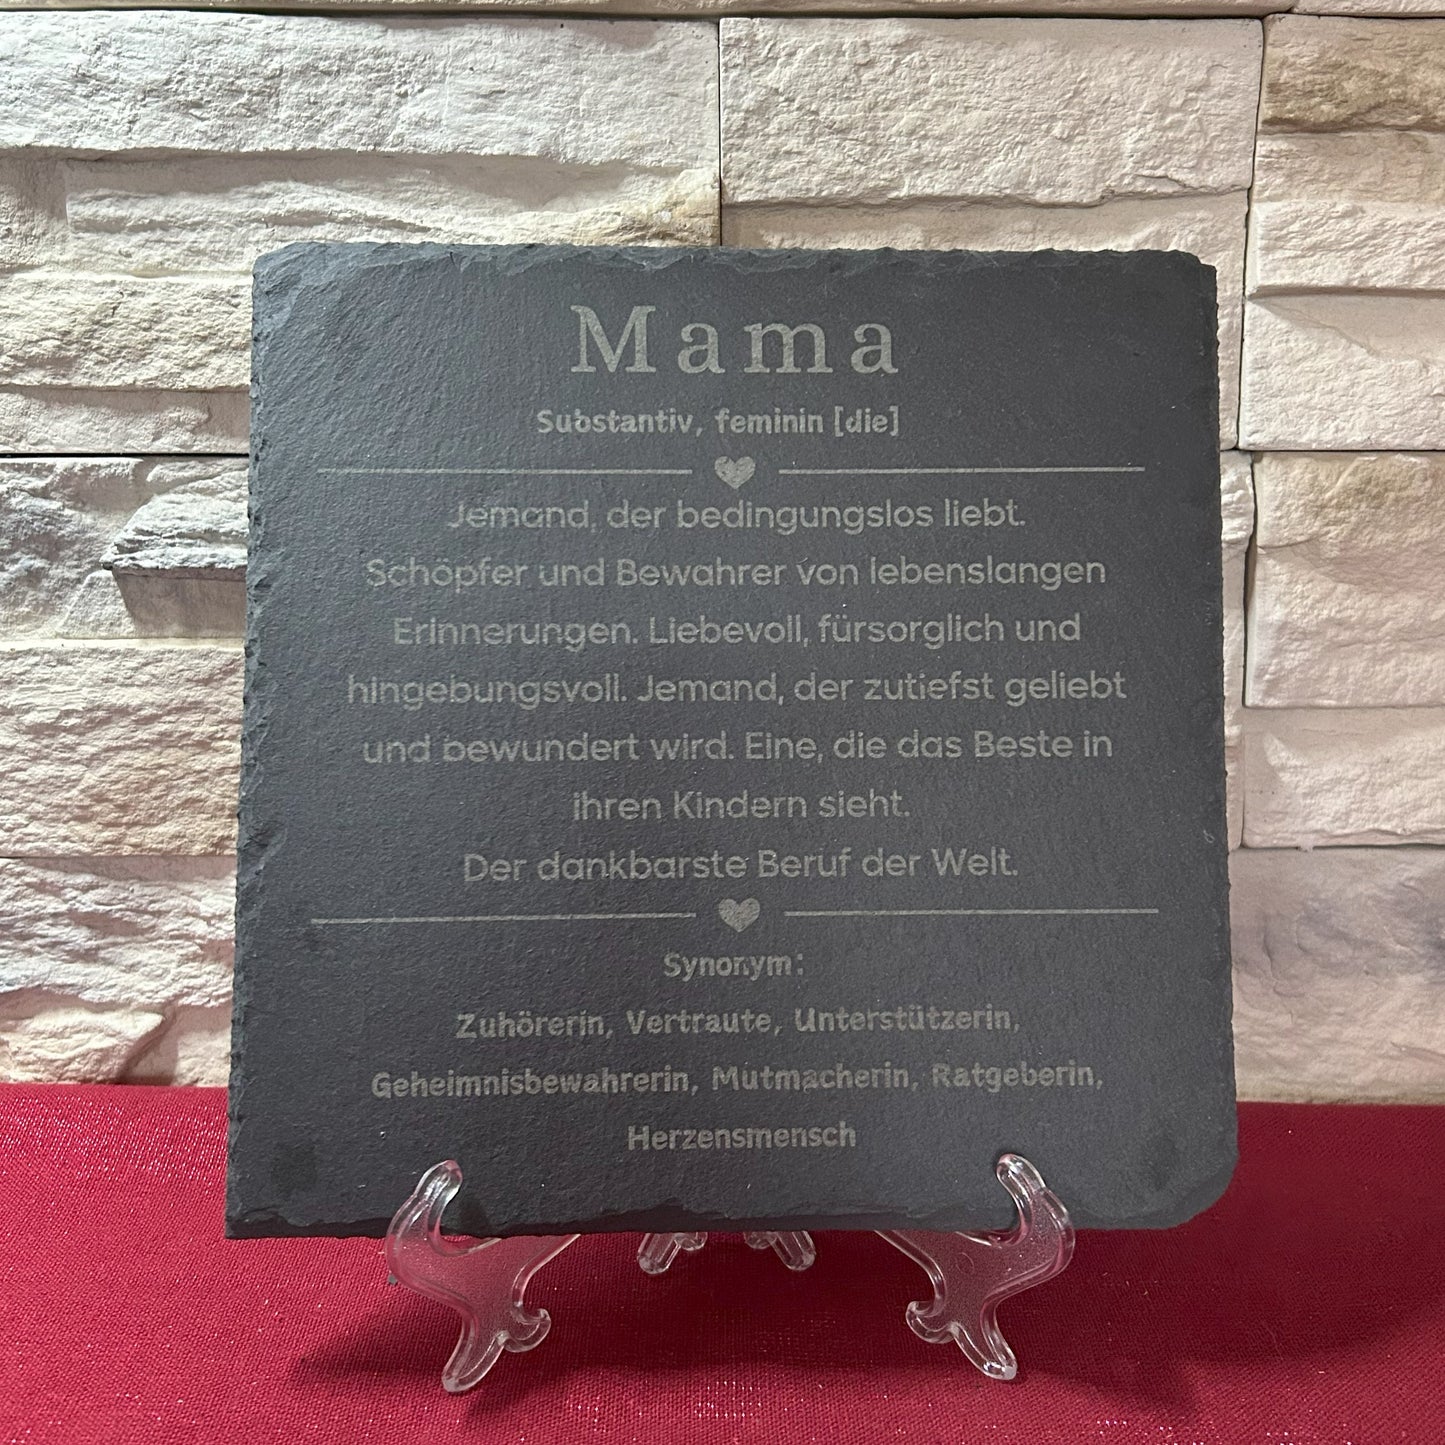 Mama
Substantiv, feminin [die]
Jemand, der bedingungslos liebt.
Schöpfer und Bewahrer von lebenslangen
Erinnerungen. Liebevoll, fürsorglich und
hingebungsvoll. Jemand, der zutiefst geliebt
und bewundert wird. Eine, die das Beste in
ihren Kindern sieht.
Der dankbarste Beruf der Welt.
Synonym:
Zuhörerin, Vertraute, Unterstützerin,
Geheimnisbewahrerin, Mutmacherin, Ratgeberin,
Herzensmensch